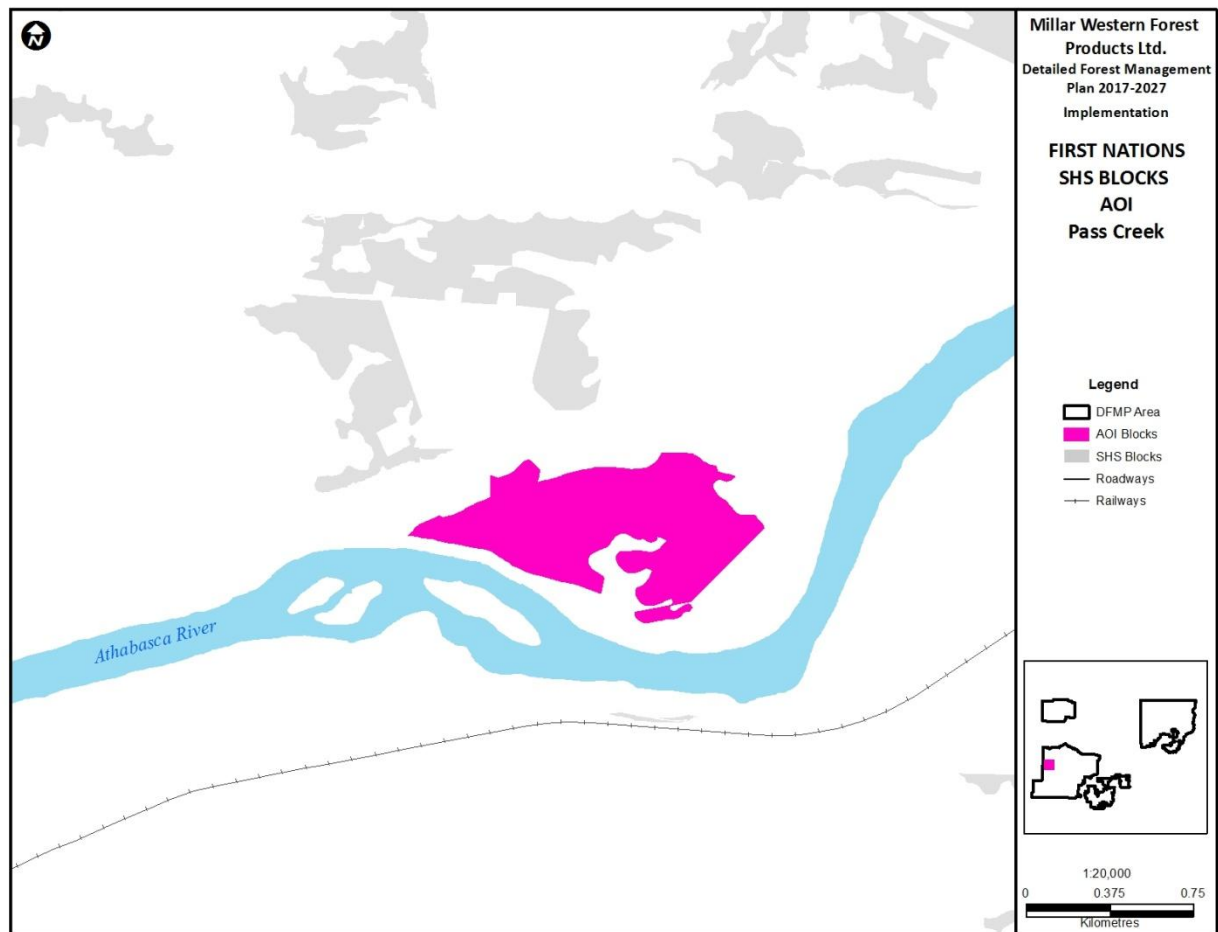 N
Millar Western Forest
Products Ltd.
Detailed Forest Management
Plan 2017-2027
Implementation
FIRST NATIONS
SHS BLOCKS
AOI
Pass Creek
Athabasca River
Legend
DFMP Area
AOI Blocks
SHS Blocks
Roadways
Railways
1:20,000
0 0.375 0.75
Kilometres